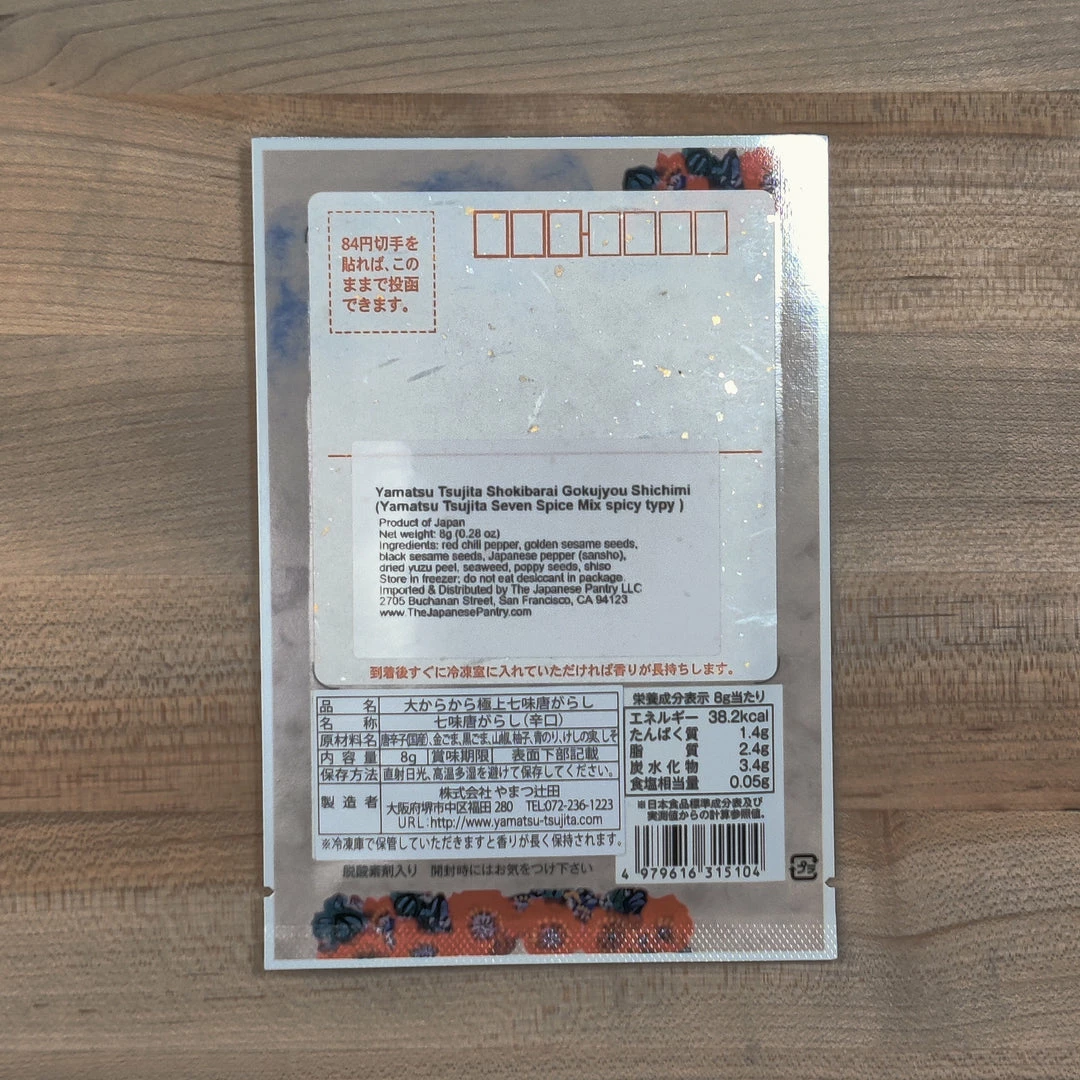 84円切手を
貼れば、この
ままで投函
できます。
Yamatsu Tsujita Shokibarai Gokujyou Shichimi
(Yamatsu Tsujita Seven Spice Mix spicy typy )
Product of Japan
Net weight: 8g (0.28 oz)
Ingredients: red chili pepper, golden sesame seeds,
black sesame seeds, Japanese pepper (sansho),
dried yuzu peel, seaweed, poppy seeds, shiso
Store in freezer; do not eat desiccant in package.
Imported & Distributed by The Japanese Pantry LLC
2705 Buchanan Street, San Francisco, CA 94123
www.TheJapanesePantry.com
到着後すぐに冷凍室に入れていただければ香りが長持ちします。
品名 大からから極上七味唐がらし
名称 七味唐がらし(辛口)
原材料名 唐辛子(国産)、金ごま、黒ごま、山椒、柚子、青のり、けしの実、しそ
内容量 8g 賞味期限 表面下部記載
保存方法 直射日光、高温多湿を避けて保存してください。
製造者 株式会社 やまつ辻田
大阪府堺市中区福田 280 TEL:072-236-1223
URL:http://www.yamatsu-tsujita.com
※冷凍庫で保管していただきますと香りが長く保持されます。
脱酸素剤入り 開封時にはお気をつけ下さい
栄養成分表示 8g当たり
エネルギー 38.2kcal
たんぱく質 1.4g
脂質 2.4g
炭水化物 3.4g
食塩相当量 0.05g
※日本食品標準成分表及び
実測値からの計算参照値。
4 979616 315104
プラ